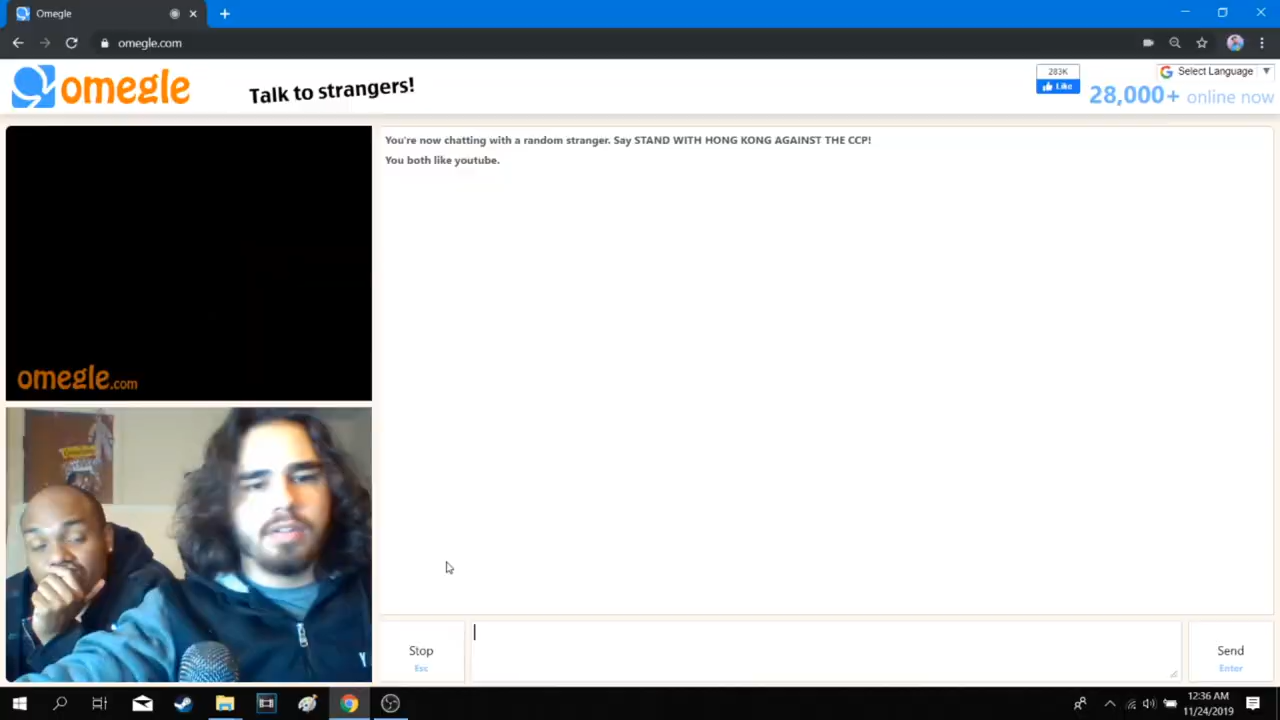 Omegle
omegle.com
omegle
Talk to strangers!
283K
Like
Select Language
28,000+ online now
You're now chatting with a random stranger. Say STAND WITH HONG KONG AGAINST THE CCP!
You both like youtube.
omegle.com
Stop
Esc
Send
Enter
12:36 AM
11/24/2019